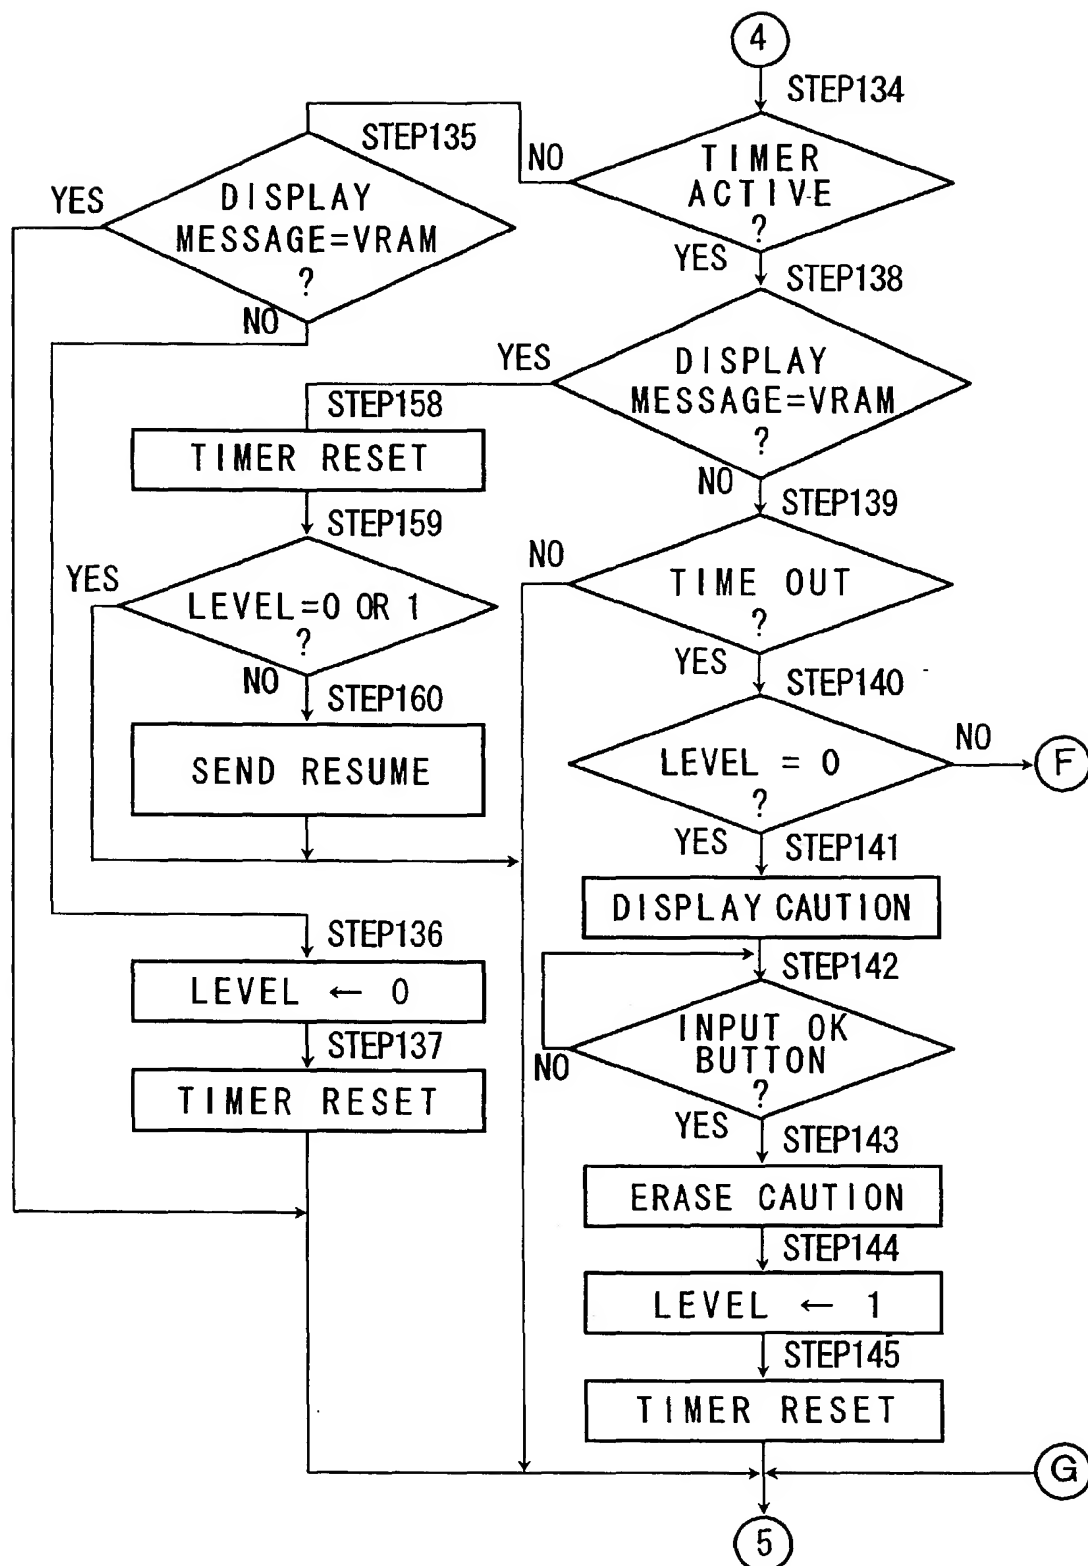 4
STEP134
TIMER
ACTIVE
?
NO
YES
STEP135
DISPLAY
MESSAGE=VRAM
?
YES
NO
STEP138
DISPLAY
MESSAGE=VRAM
?
YES
NO
STEP158
TIMER RESET
STEP159
LEVEL=0 OR 1
?
YES
NO
STEP160
SEND RESUME
STEP139
TIME OUT
?
NO
YES
STEP140
LEVEL = 0
?
NO
F
YES
STEP141
DISPLAY CAUTION
STEP136
LEVEL ← 0
STEP137
TIMER RESET
STEP142
INPUT OK
BUTTON
?
NO
YES
STEP143
ERASE CAUTION
STEP144
LEVEL ← 1
STEP145
TIMER RESET
G
5